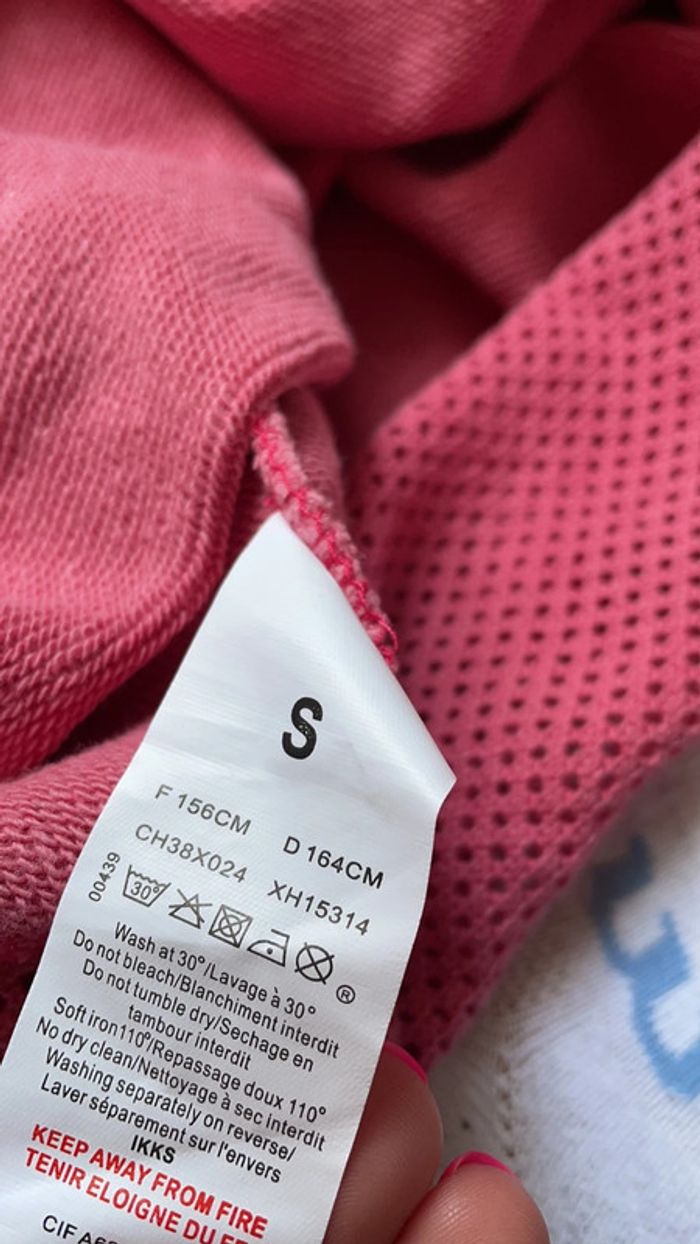 S
F 156CM D 164CM
CH38X024 XH15314
00439
30°
®
Wash at 30°/Lavage à 30°
Do not bleach/Blanchiment interdit
Do not tumble dry/Sechage en
tambour interdit
Soft iron110°/Repassage doux 110°
No dry clean/Nettoyage à sec interdit
Washing separately on reverse/
Laver séparement sur l'envers
IKKS
KEEP AWAY FROM FIRE
TENIR ELOIGNE DU
CIF